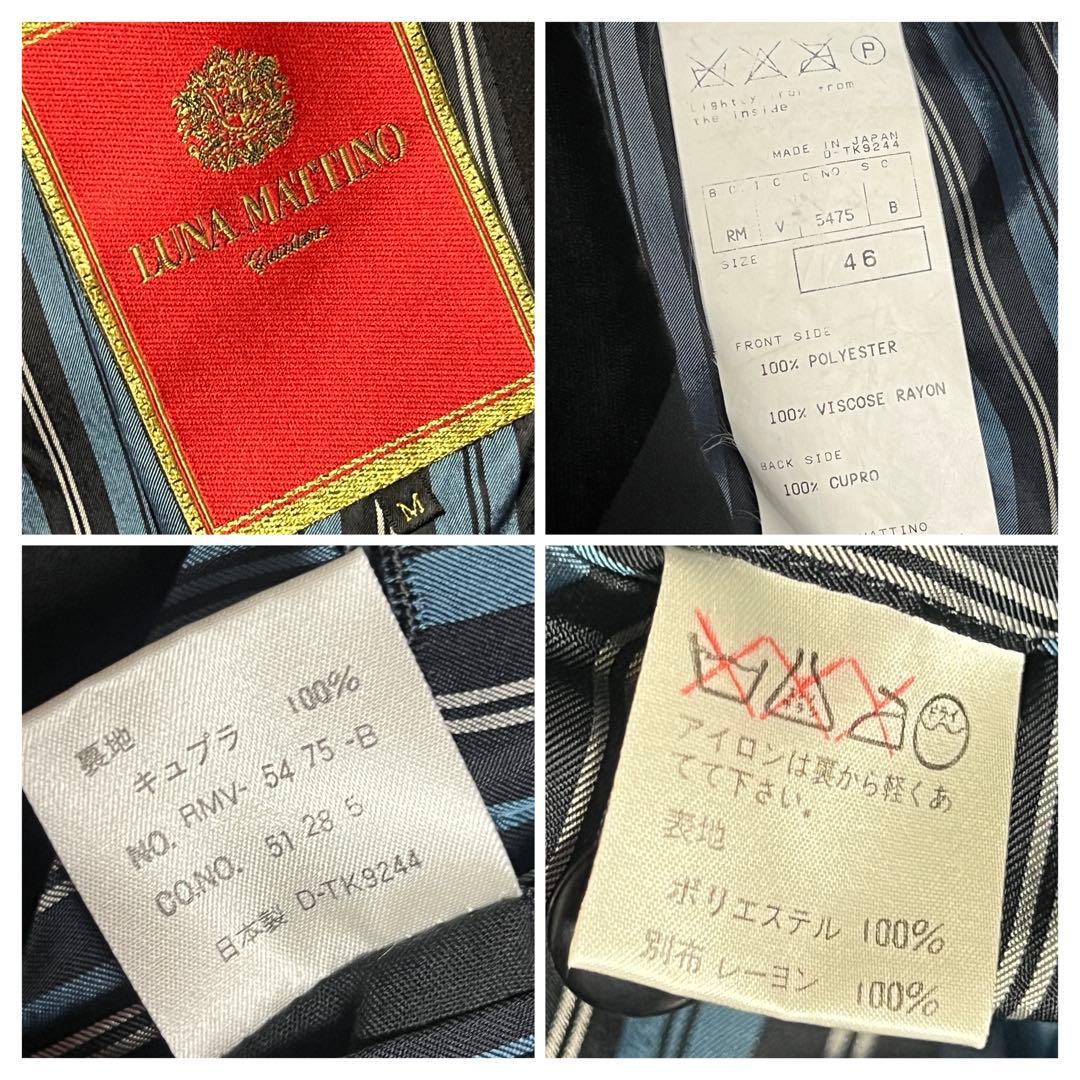 LUNA MATTINO
M
P
Lightly from
the inside
MADE IN JAPAN
D-TK9244
B C. I C C. NO. S C
RM V 5475 B
SIZE 46
FRONT SIDE
100% POLYESTER
100% VISCOSE RAYON
BACK SIDE
100% CUPRO
MATTINO
裏地
キュプラ 100%
NO. RMV- 54 75 -B
CO.NO. 51 28 5
日本製 D-TK9244
アイロンは裏から軽くあ
てて下さい。
表地
ポリエステル 100%
別布 レーヨン 100%